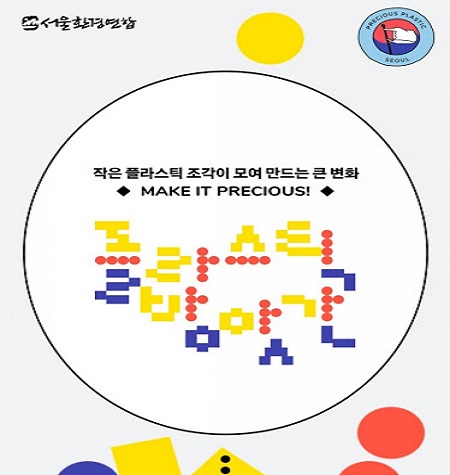 서울환경연합
PRECIOUS PLASTIC
SEOUL
작은 플라스틱 조각이 모여 만드는 큰 변화
◆ MAKE IT PRECIOUS! ◆
플라스틱
방앗간